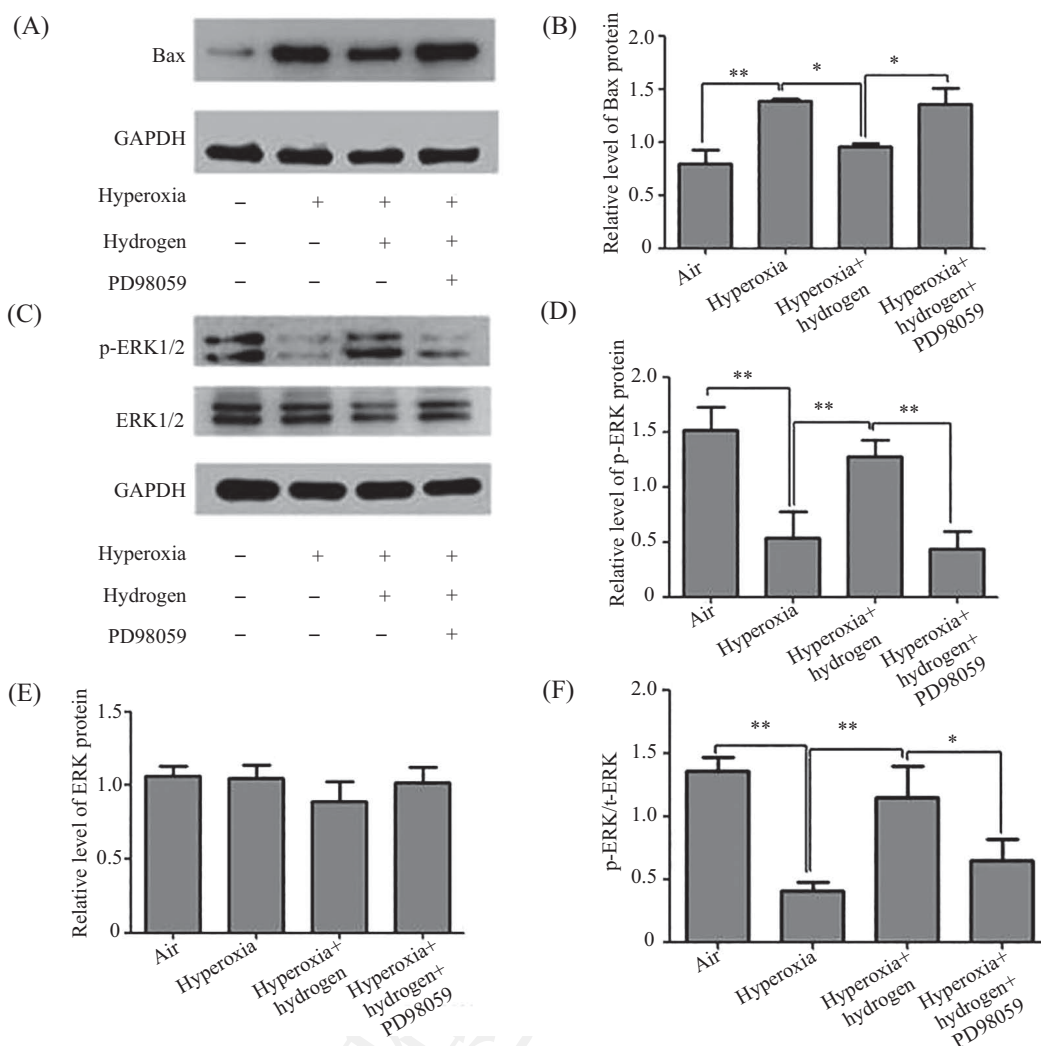 (A)
Bax
GAPDH
Hyperoxia – + + +
Hydrogen – – + +
PD98059 – – – +
(B)
Relative level of Bax protein
2.0
1.5
1.0
0.5
0
** * *
Air
Hyperoxia
Hyperoxia+
hydrogen
Hyperoxia+
hydrogen+
PD98059
(C)
p-ERK1/2
ERK1/2
GAPDH
Hyperoxia – + + +
Hydrogen – – + +
PD98059 – – – +
(D)
Relative level of p-ERK protein
2.0
1.5
1.0
0.5
0
** ** **
Air
Hyperoxia
Hyperoxia+
hydrogen
Hyperoxia+
hydrogen+
PD98059
(E)
Relative level of ERK protein
1.5
1.0
0.5
0
Air
Hyperoxia
Hyperoxia+
hydrogen
Hyperoxia+
hydrogen+
PD98059
(F)
p-ERK/t-ERK
2.0
1.5
1.0
0.5
0
** ** *
Air
Hyperoxia
Hyperoxia+
hydrogen
Hyperoxia+
hydrogen+
PD98059